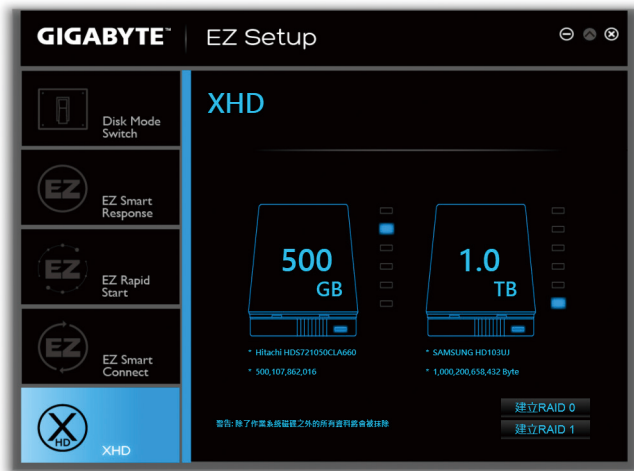 GIGABYTE™ EZ Setup
Disk Mode
Switch
EZ
EZ Smart
Response
EZ
EZ Rapid
Start
EZ
EZ Smart
Connect
X
HD
XHD
XHD
500
GB
1.0
TB
* Hitachi HDS721050CLA660
* 500,107,862,016
* SAMSUNG HD103UJ
* 1,000,200,658,432 Byte
警告: 除了作業系統磁碟之外的所有資料將會被抹除
建立RAID 0
建立RAID 1